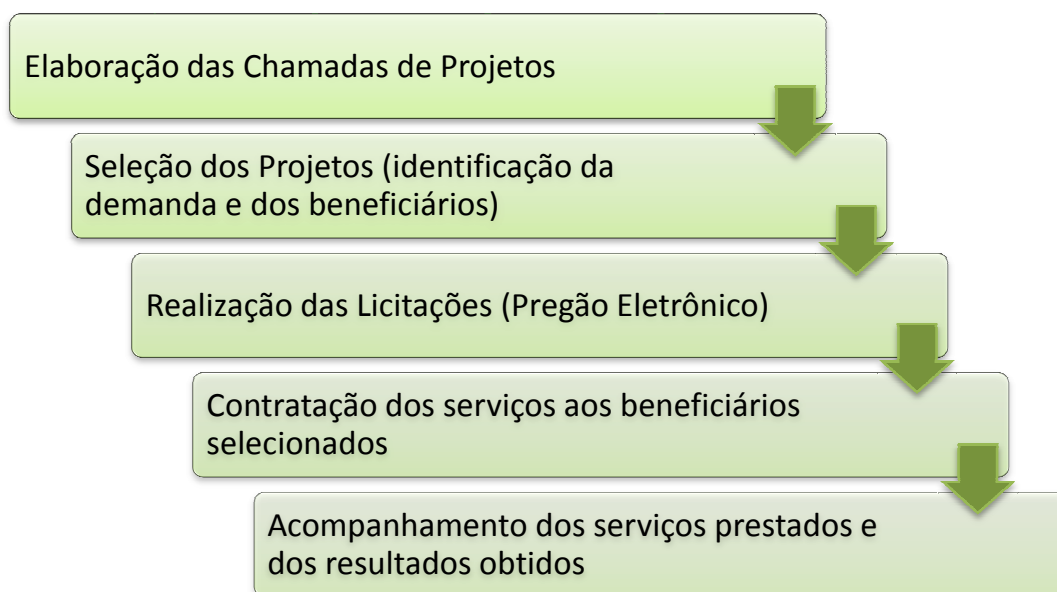 Elaboração das Chamadas de Projetos
Seleção dos Projetos (identificação da
demanda e dos beneficiários)
Realização das Licitações (Pregão Eletrônico)
Contratação dos serviços aos beneficiários
selecionados
Acompanhamento dos serviços prestados e
dos resultados obtidos